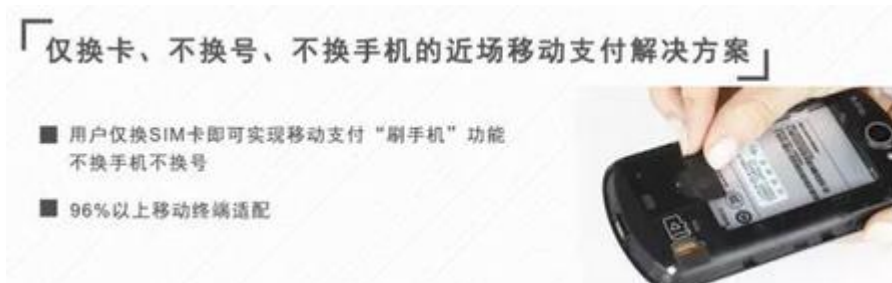 仅换卡、不换号、不换手机的近场移动支付解决方案
用户仅换SIM卡即可实现移动支付“刷手机”功能
不换手机不换号
96%以上移动终端适配